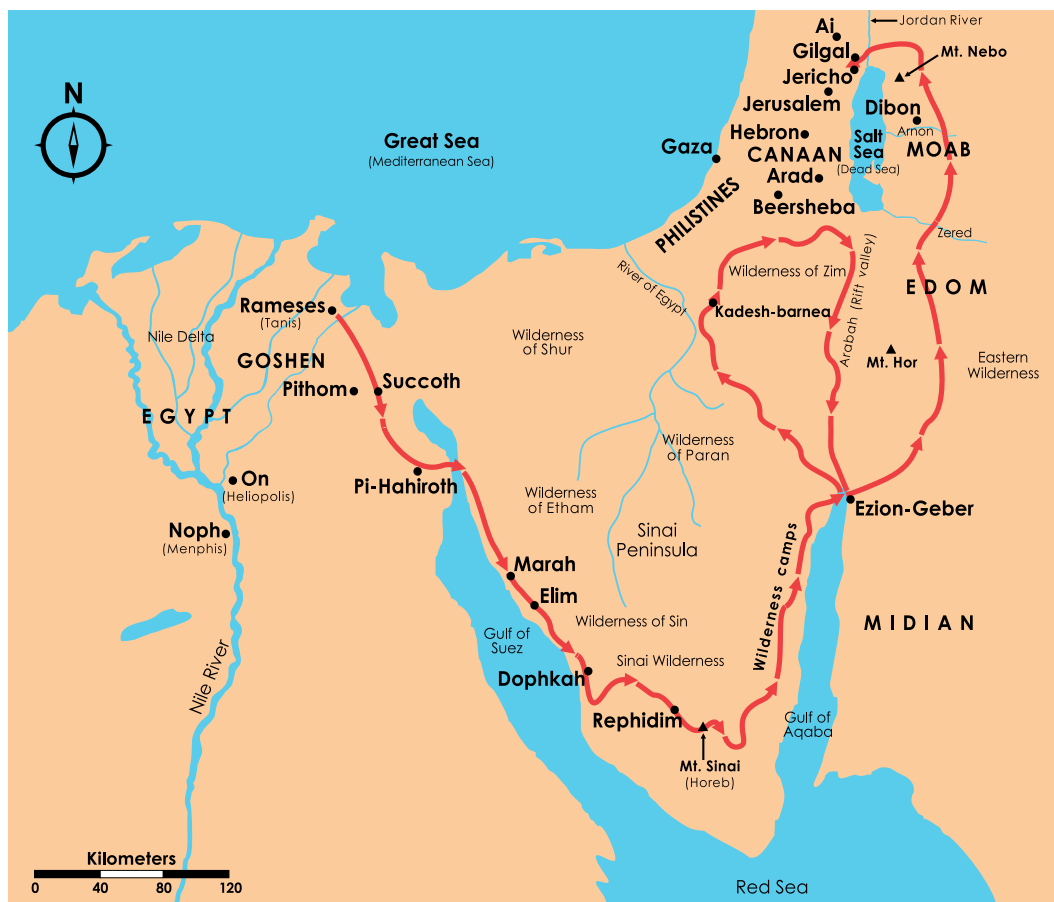 Jordan River
Ai
Gilgal
Mt. Nebo
Jericho
N
Jerusalem
Dibon
Great Sea
(Mediterranean Sea)
Hebron
Arnon
Salt
Sea
(Dead Sea)
Gaza
CANAAN
MOAB
Arad
Beersheba
PHILISTINES
Zered
River of Egypt
Wilderness of Zim
Arabah (Rift valley)
EDOM
Rameses
(Tanis)
Kadesh-barnea
Nile Delta
Wilderness
of Shur
GOSHEN
Mt. Hor
Eastern
Wilderness
Pithom
Succoth
EGYPT
Wilderness
of Paran
On
(Heliopolis)
Pi-Hahiroth
Wilderness
of Etham
Ezion-Geber
Noph
(Menphis)
Sinai
Peninsula
Marah
Wilderness camps
Elim
Wilderness of Sin
MIDIAN
Gulf of
Suez
Sinai Wilderness
Dophkah
Nile River
Rephidim
Gulf of
Aqaba
Mt. Sinai
(Horeb)
Kilometers
0 40 80 120
Red Sea